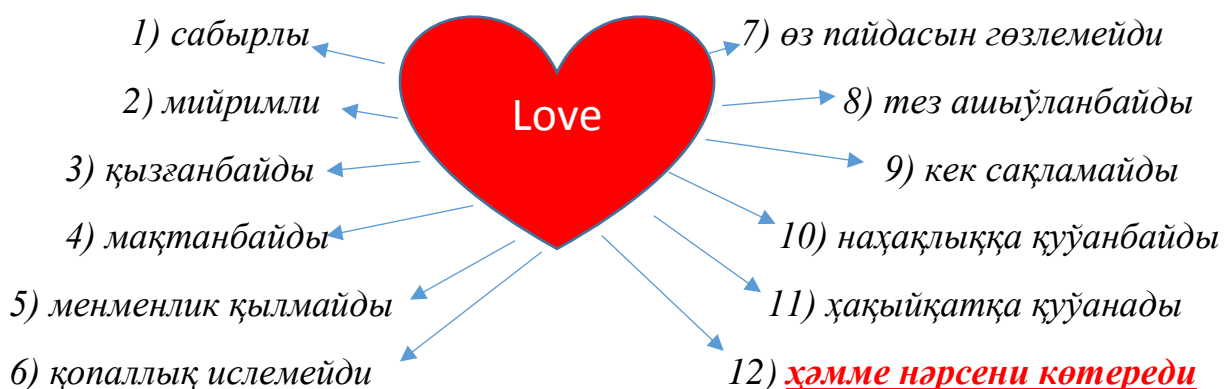 1) сабырлы
2) мийримли
3) қызғанбайды
4) мақтанбайды
5) менменлик қылмайды
6) қопаллық ислемейди
Love
7) өз пайдасын гөзлемейди
8) тез ашыўланбайды
9) кек сақламайды
10) наҳақлыққа қуўанбайды
11) ҳақыйқатқа қуўанады
12) ҳәмме нәрсени көтереди